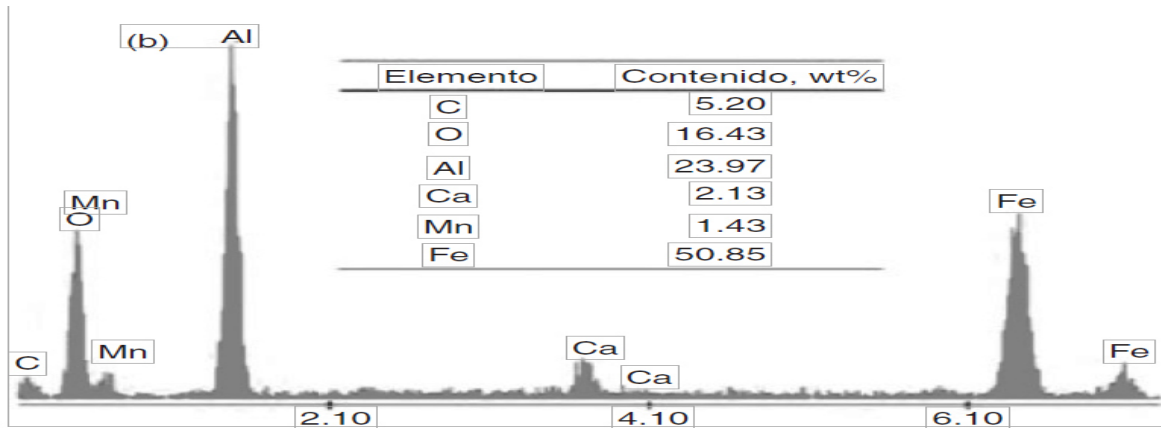 (b)
Al
Elemento Contenido, wt%
C 5.20
O 16.43
Al 23.97
Ca 2.13
Mn 1.43
Fe 50.85
Mn
O
Fe
C
Mn
Ca
Ca
Fe
2.10 4.10 6.10